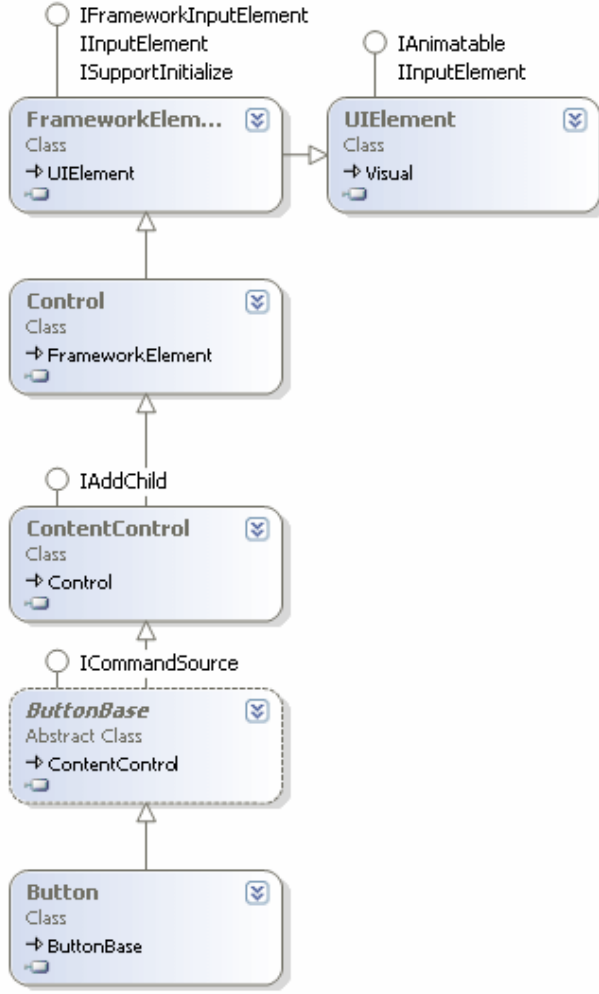 IFrameworkInputElement
IInputElement
ISupportInitialize
IAnimatable
IInputElement
FrameworkElem...
Class
UIElement
UIElement
Class
Visual
Control
Class
FrameworkElement
IAddChild
ContentControl
Class
Control
ICommandSource
ButtonBase
Abstract Class
ContentControl
Button
Class
ButtonBase